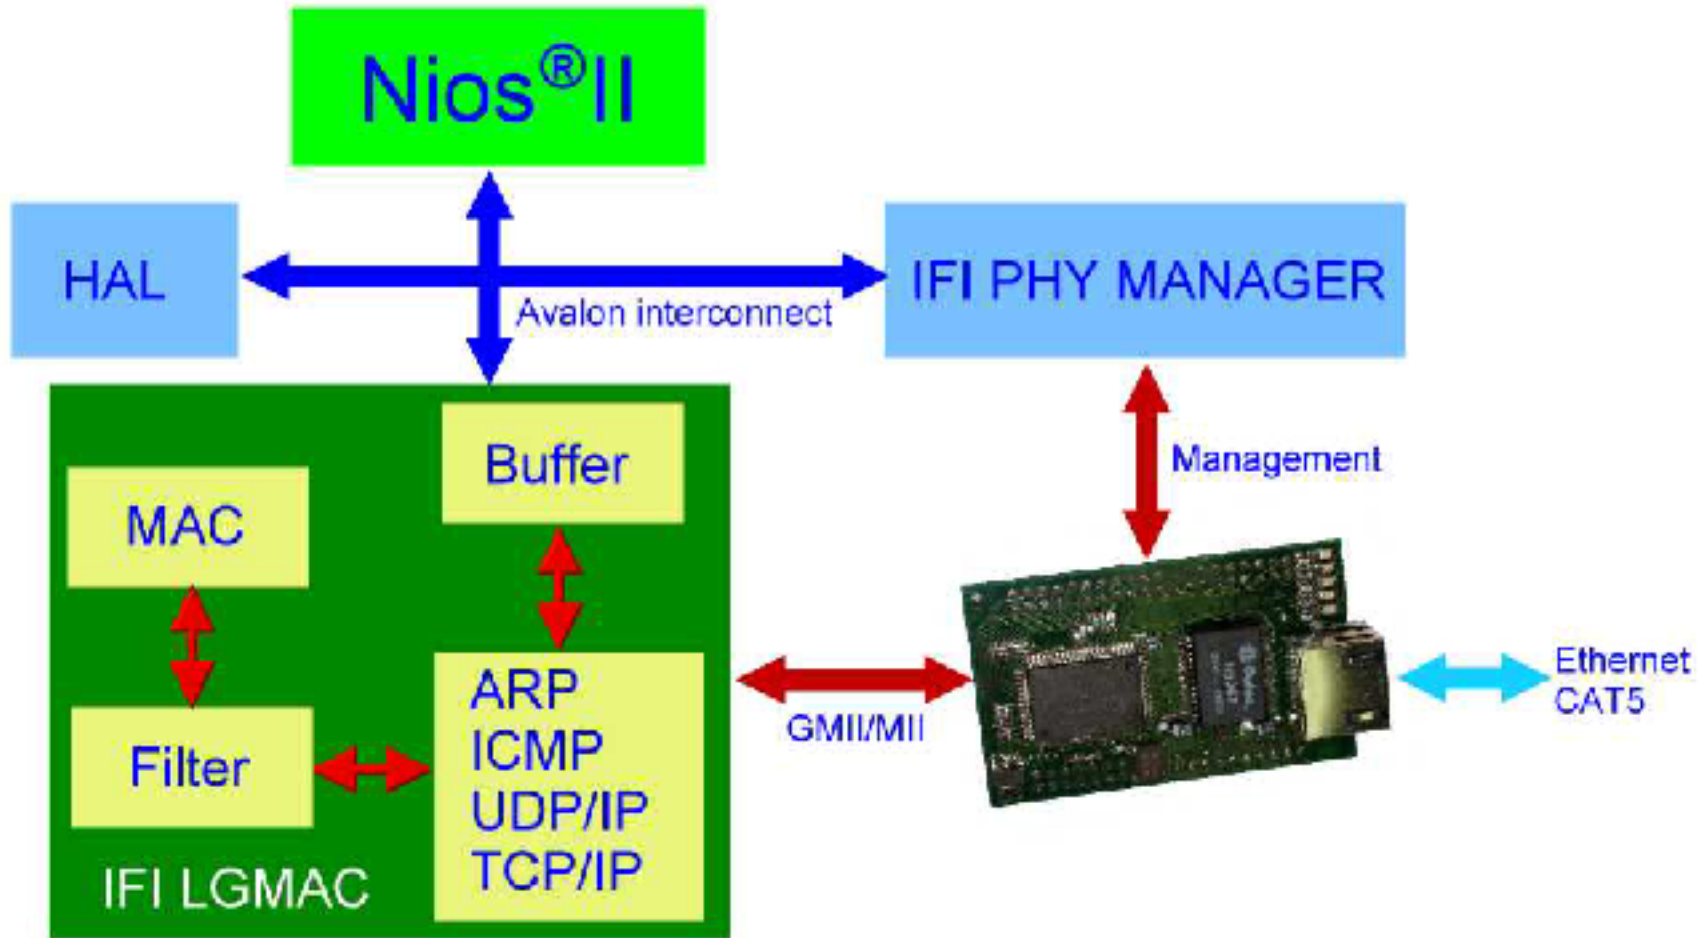 Nios®II
HAL
IFI PHY MANAGER
Avalon interconnect
Buffer
Management
MAC
ARP
ICMP
UDP/IP
TCP/IP
Filter
GMII/MII
Ethernet
CAT5
IFI LGMAC